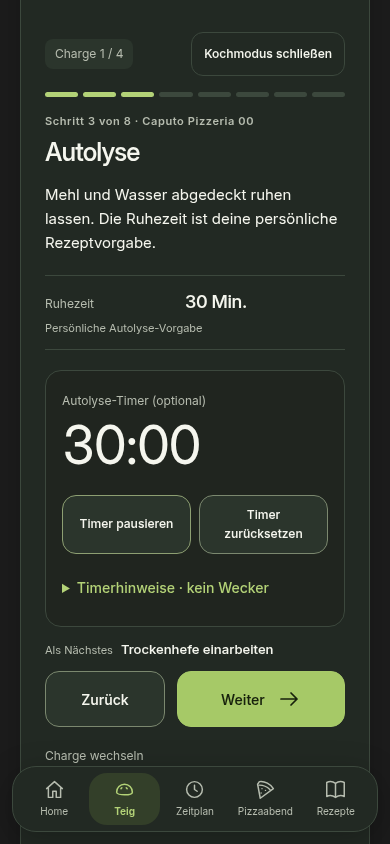 Charge 1 / 4
Kochmodus schließen
Schritt 3 von 8 · Caputo Pizzeria 00
Autolyse
Mehl und Wasser abgedeckt ruhen
lassen. Die Ruhezeit ist deine persönliche
Rezeptvorgabe.
Ruhezeit 30 Min.
Persönliche Autolyse-Vorgabe
Autolyse-Timer (optional)
30:00
Timer pausieren
Timer
zurücksetzen
Timerhinweise · kein Wecker
Als Nächstes Trockenhefe einarbeiten
Zurück
Weiter
Charge wechseln
Home
Teig
Zeitplan
Pizzaabend
Rezepte